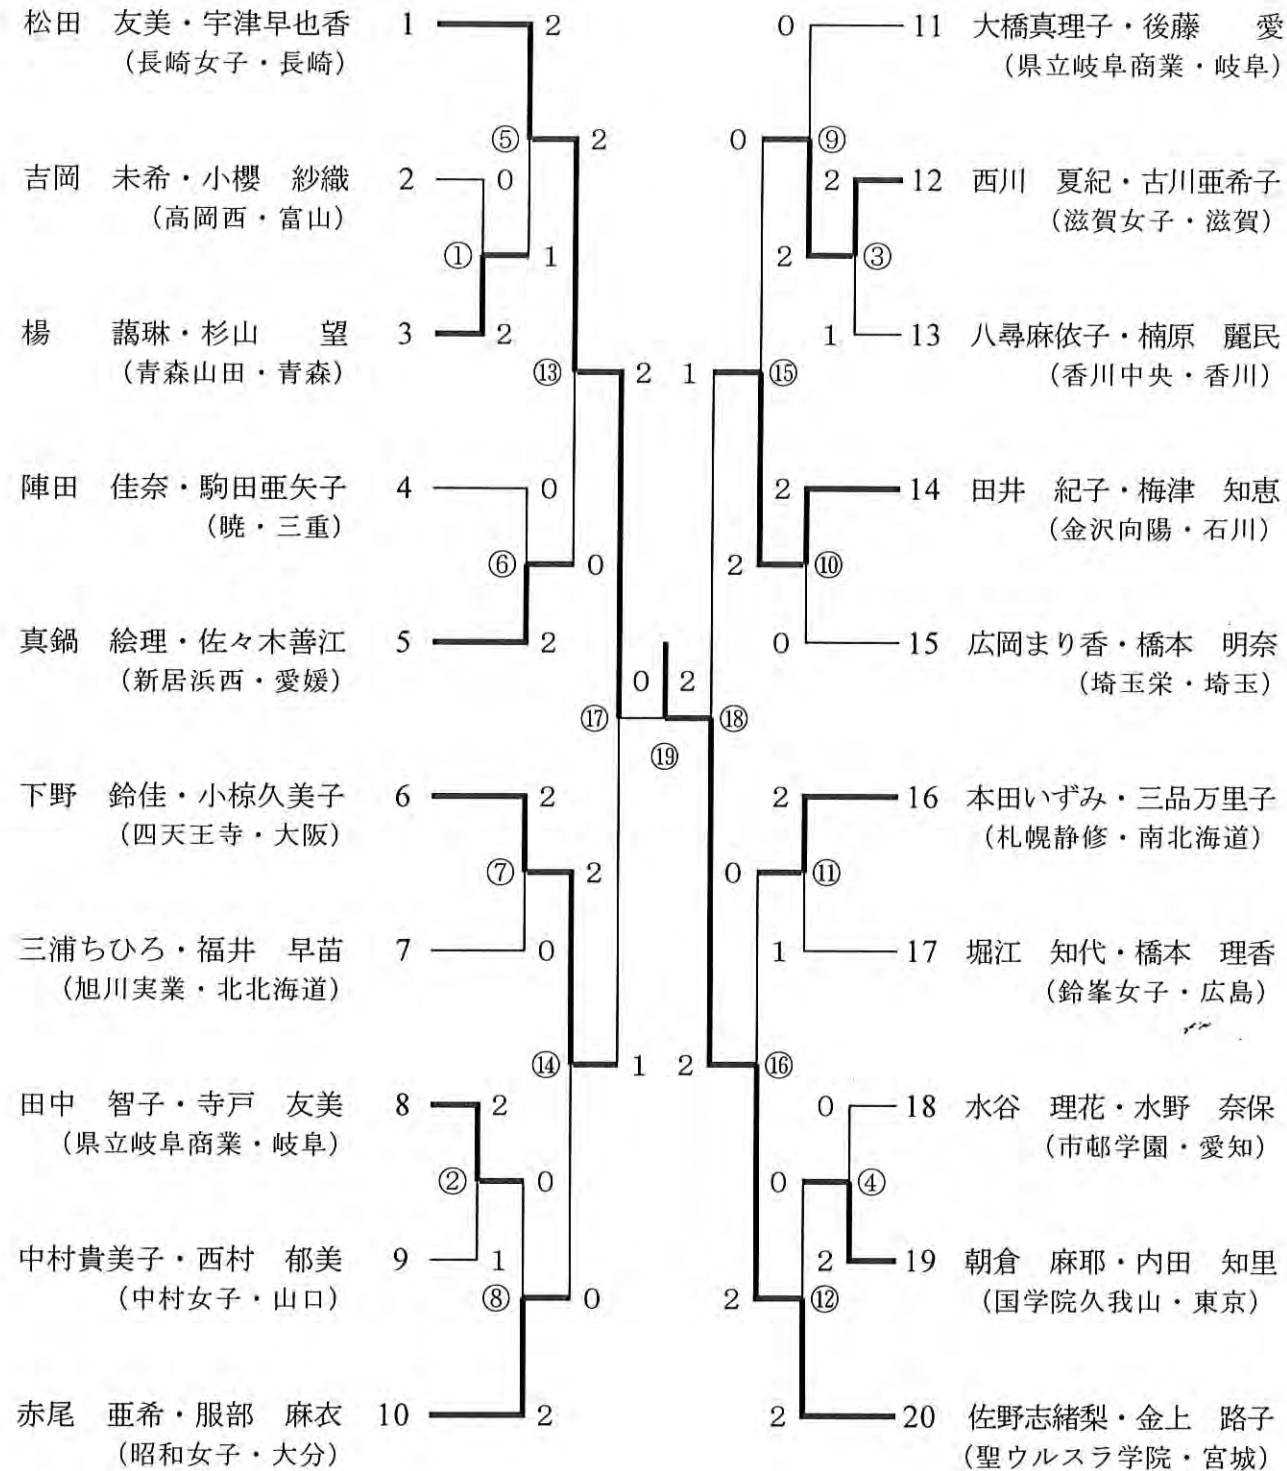 松田 友美・宇津早也香 1
(長崎女子・長崎)
吉岡 未希・小櫻 紗織 2
(高岡西・富山)
楊 藹琳・杉山 望 3
(青森山田・青森)
陣田 佳奈・駒田亜矢子 4
(暁・三重)
真鍋 絵理・佐々木善江 5
(新居浜西・愛媛)
下野 鈴佳・小椋久美子 6
(四天王寺・大阪)
三浦ちひろ・福井 早苗 7
(旭川実業・北北海道)
田中 智子・寺戸 友美 8
(県立岐阜商業・岐阜)
中村貴美子・西村 郁美 9
(中村女子・山口)
赤尾 亜希・服部 麻衣 10
(昭和女子・大分)
2
⑤ 2
0
① 1
2
⑬ 2
0
⑥ 0
2
0
⑰
2
⑦ 2
0
⑭ 1
2
② 0
1
⑧ 0
2
⑲
0
0 ⑨
2
2 ③
1
1 ⑮
2
2 ⑩
0
2
⑱
2
0 ⑪
1
2 ⑯
0
0 ④
2
2 ⑫
2
11 大橋真理子・後藤 愛
(県立岐阜商業・岐阜)
12 西川 夏紀・古川亜希子
(滋賀女子・滋賀)
13 八尋麻依子・楠原 麗民
(香川中央・香川)
14 田井 紀子・梅津 知恵
(金沢向陽・石川)
15 広岡まり香・橋本 明奈
(埼玉栄・埼玉)
16 本田いずみ・三品万里子
(札幌静修・南北海道)
17 堀江 知代・橋本 理香
(鈴峯女子・広島)
18 水谷 理花・水野 奈保
(市邨学園・愛知)
19 朝倉 麻耶・内田 知里
(国学院久我山・東京)
20 佐野志緒梨・金上 路子
(聖ウルスラ学院・宮城)